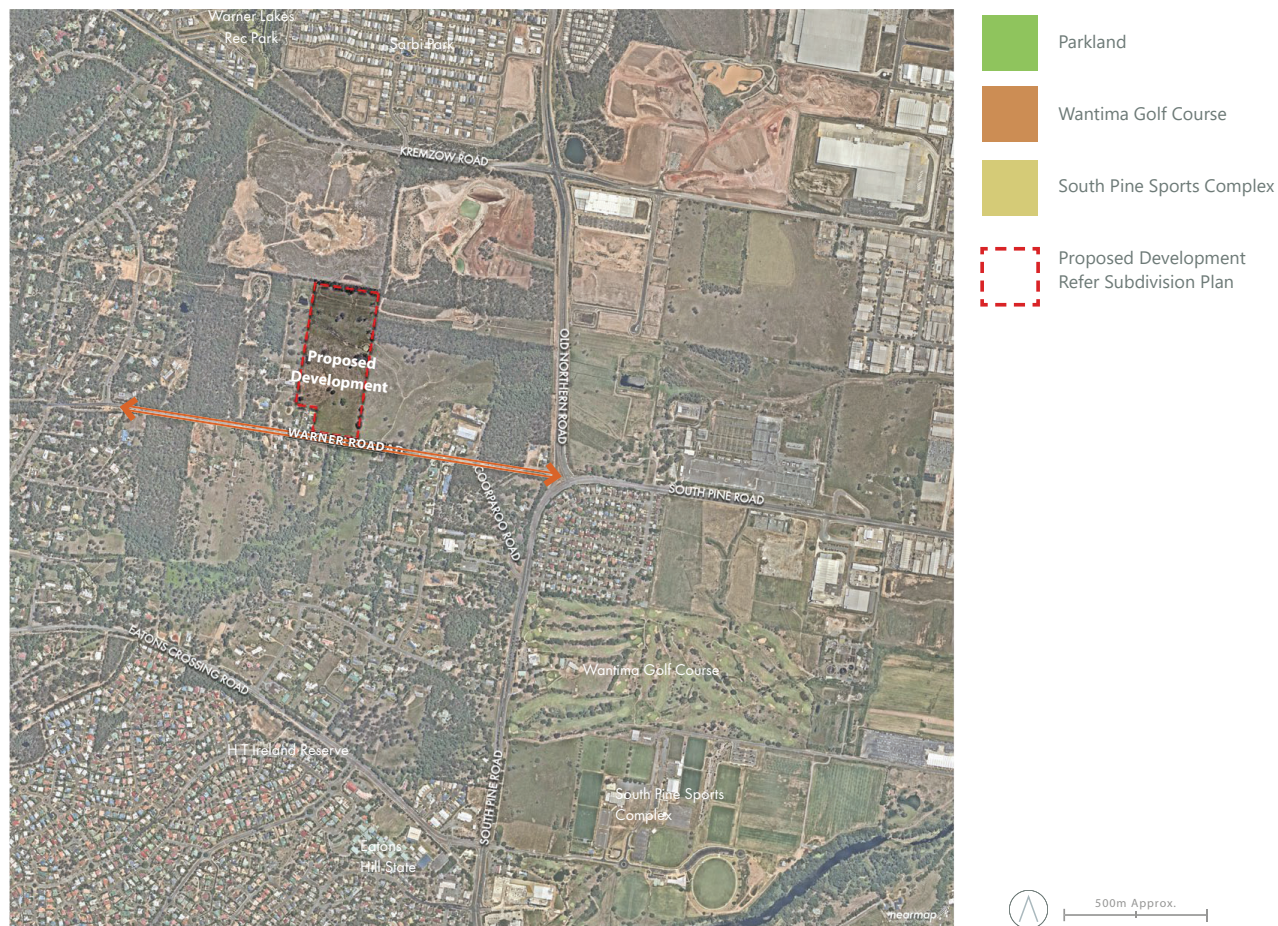 Warner Lakes
Rec Park
Sarbi Park
KREMZOW ROAD
OLD NORTHERN ROAD
Proposed
Development
WARNER ROAD
COORPAROO ROAD
SOUTH PINE ROAD
EATONS CROSSING ROAD
Wantima Golf Course
H T Ireland Reserve
SOUTH PINE ROAD
South Pine Sports
Complex
Eatons
Hill State
nearmap
Parkland
Wantima Golf Course
South Pine Sports Complex
Proposed Development
Refer Subdivision Plan
500m Approx.